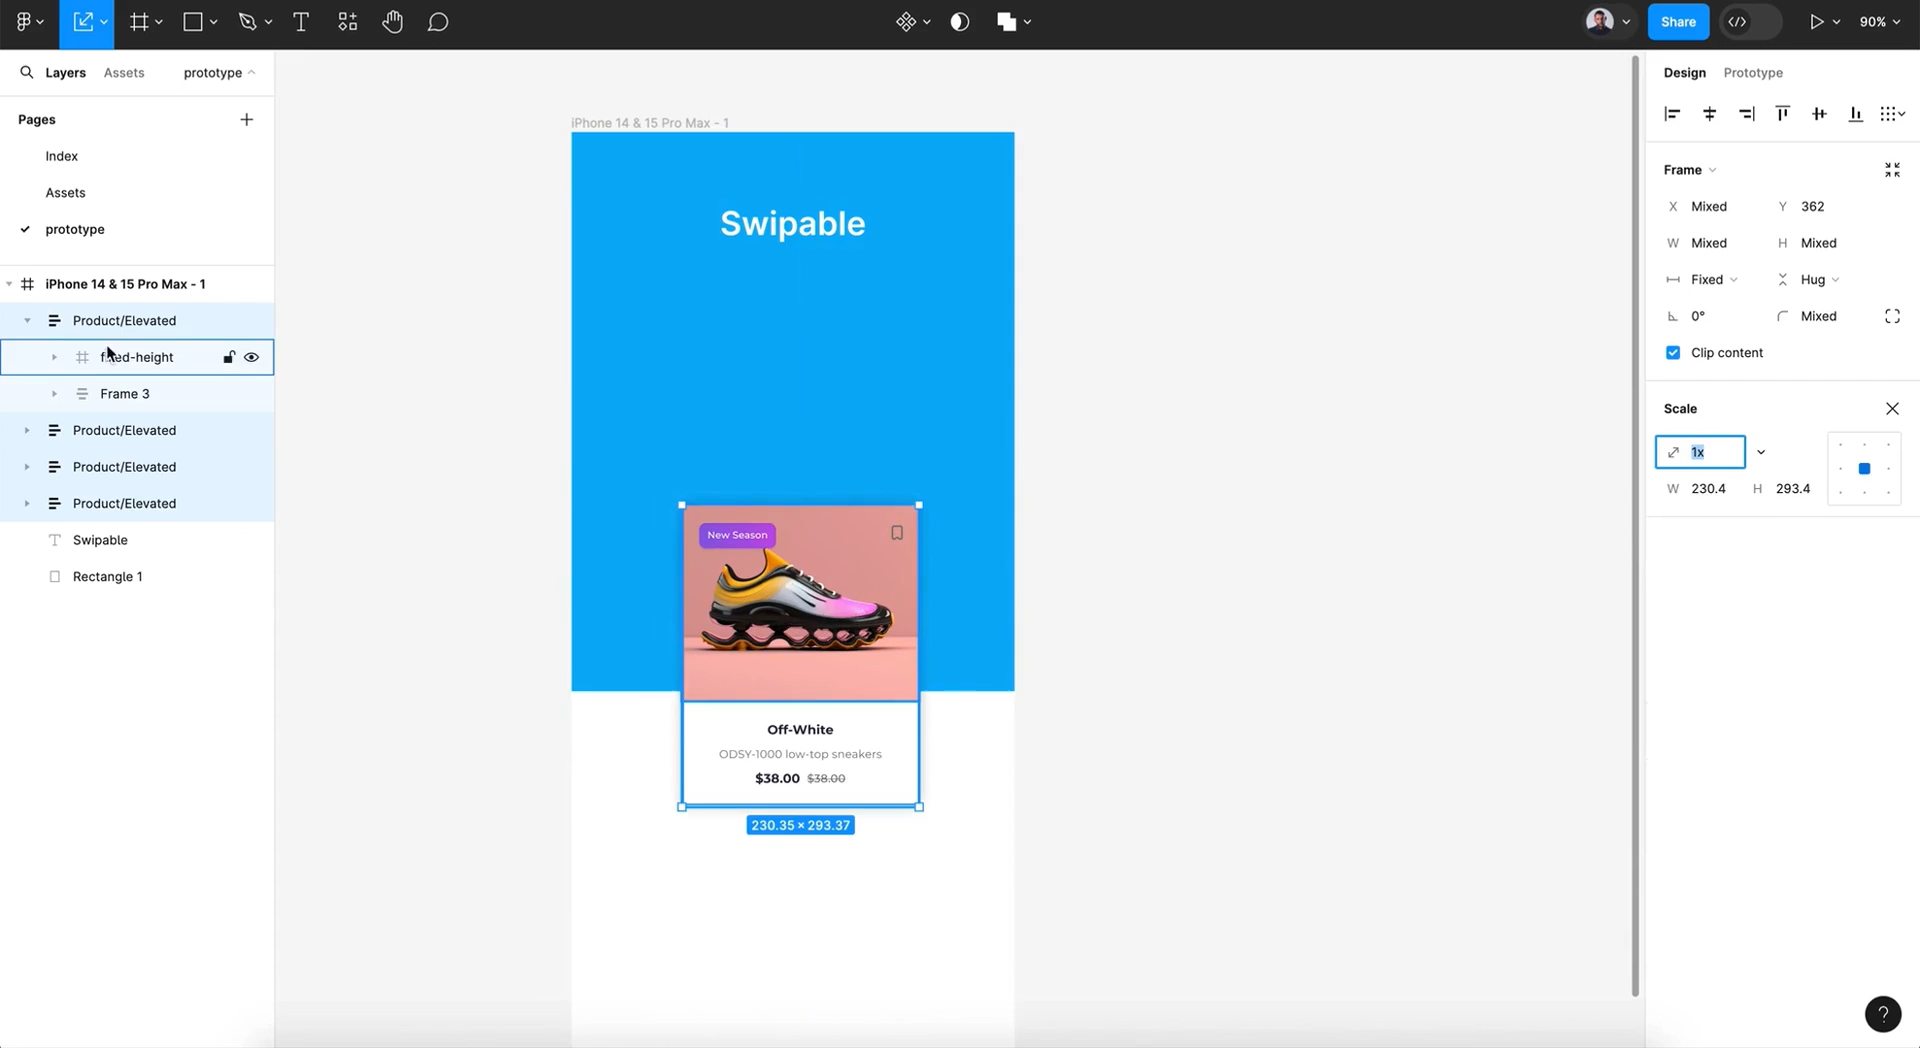 Share
90%
Layers
Assets
prototype
Pages
Index
Assets
prototype
iPhone 14 & 15 Pro Max - 1
Product/Elevated
fixed-height
Frame 3
Product/Elevated
Product/Elevated
Product/Elevated
Swipable
Rectangle 1
iPhone 14 & 15 Pro Max - 1
Swipable
New Season
Off-White
ODSY-1000 low-top sneakers
$38.00 $38.00
230.35 × 293.37
Design
Prototype
Frame
X Mixed Y 362
W Mixed H Mixed
Fixed Hug
0° Mixed
Clip content
Scale
1x
W 230.4 H 293.4
?